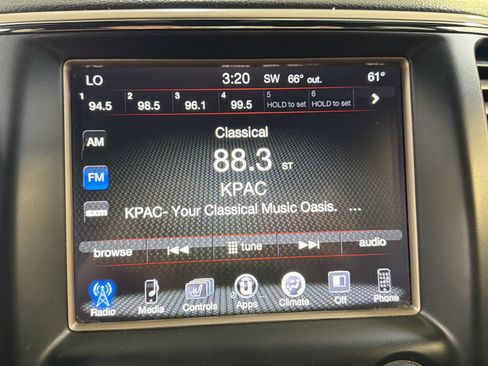 LO 3:20 SW 66° out. 61°
1 94.5 2 98.5 3 96.1 4 99.5 5 HOLD to set 6 HOLD to set
Classical
AM
88.3 ST
FM
KPAC
sxm KPAC- Your Classical Music Oasis. ...
browse tune audio
Radio Media Controls Apps Climate Off Phone